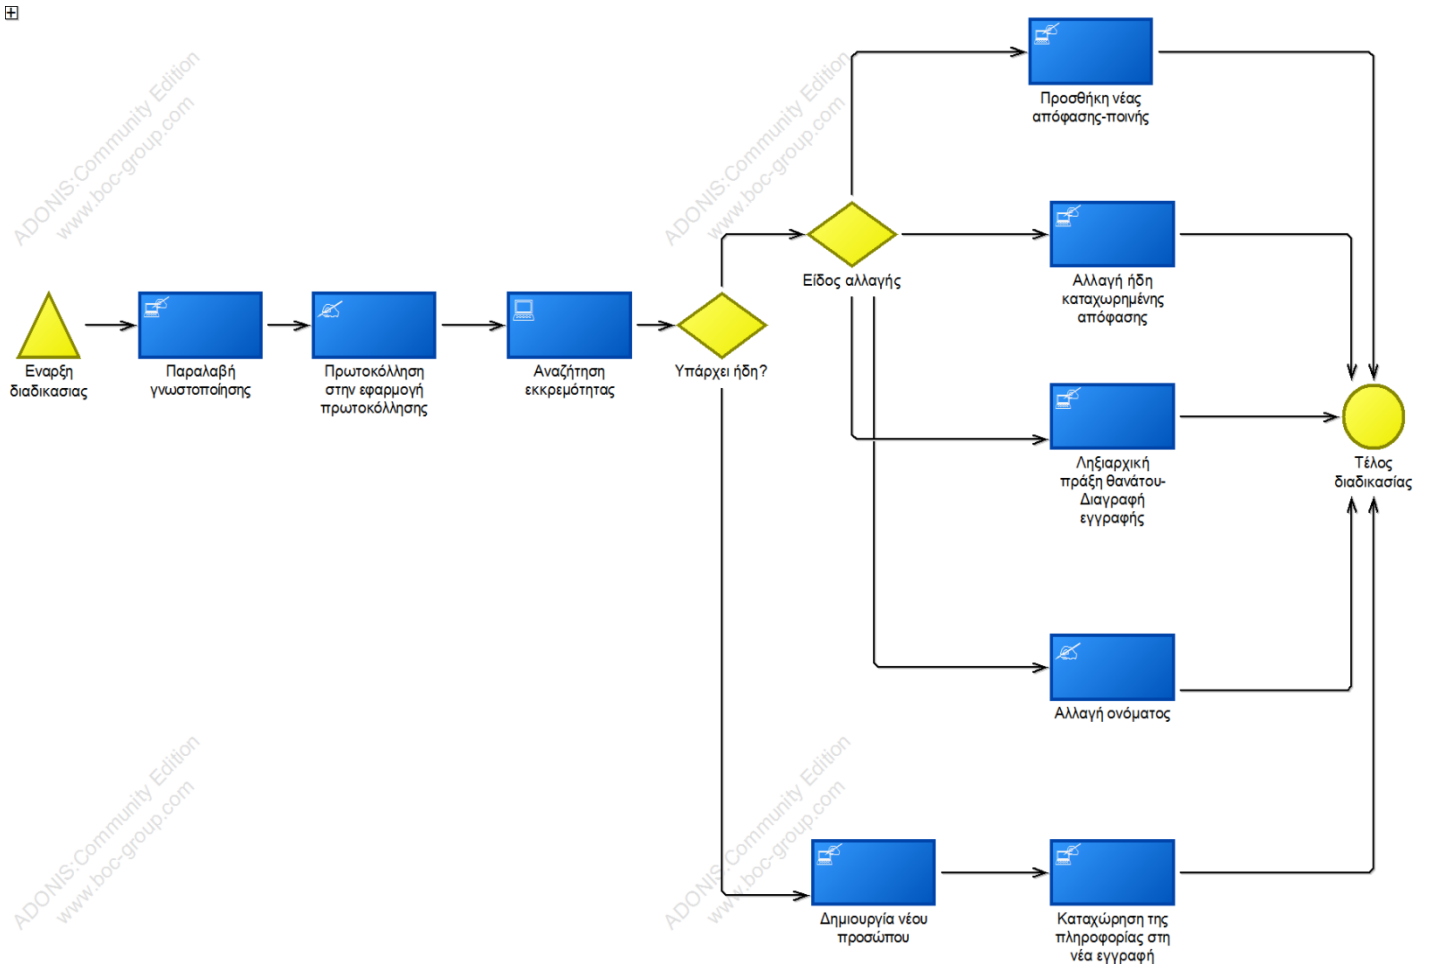 ADONIS:Community Edition
www.boc-group.com
ADONIS:Community Edition
www.boc-group.com
Προσθήκη νέας
απόφασης-ποινής
Είδος αλλαγής
Αλλαγή ήδη
καταχωρημένης
απόφασης
Εναρξη
διαδικασιας
Παραλαβή
γνωστοποίησης
Πρωτοκόλληση
στην εφαρμογή
πρωτοκόλλησης
Αναζήτηση
εκκρεμότητας
Υπάρχει ήδη?
Ληξιαρχική
πράξη θανάτου-
Διαγραφή
εγγραφής
Τέλος
διαδικασίας
Αλλαγή ονόματος
ADONIS:Community Edition
www.boc-group.com
ADONIS:Community Edition
www.boc-group.com
Δημιουργία νέου
προσώπου
Καταχώρηση της
πληροφορίας στη
νέα εγγραφή